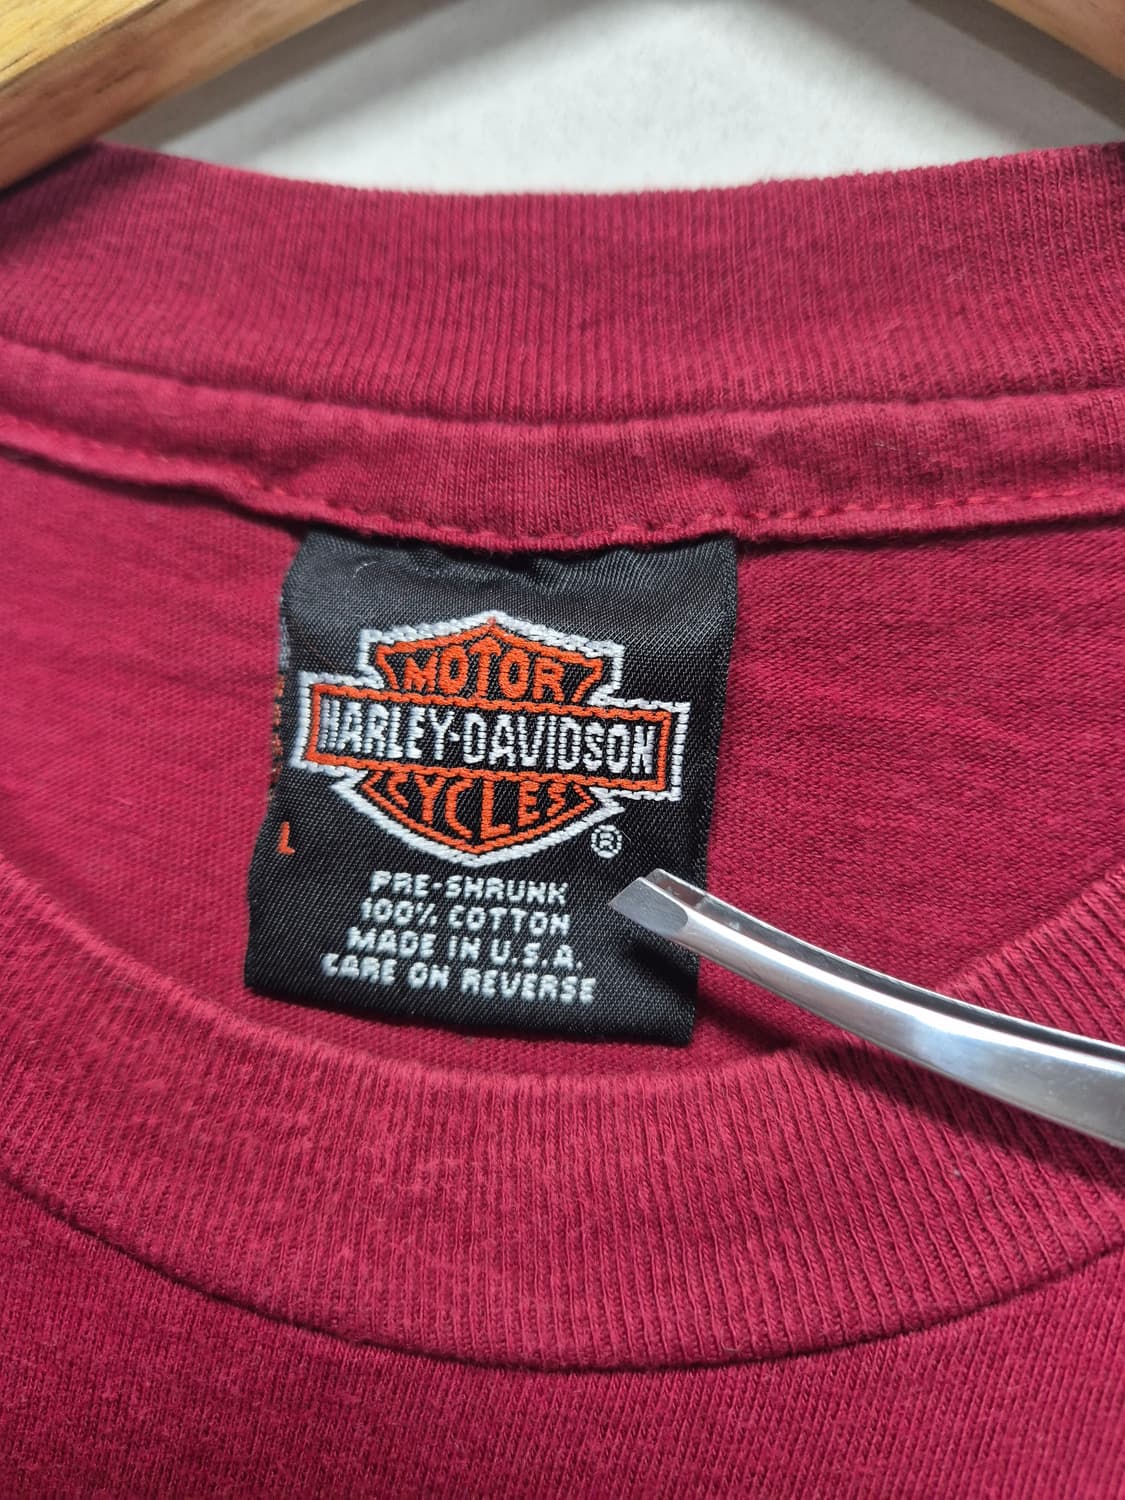 MOTOR
HARLEY-DAVIDSON
CYCLES
®
L
PRE-SHRUNK
100% COTTON
MADE IN U.S.A.
CARE ON REVERSE